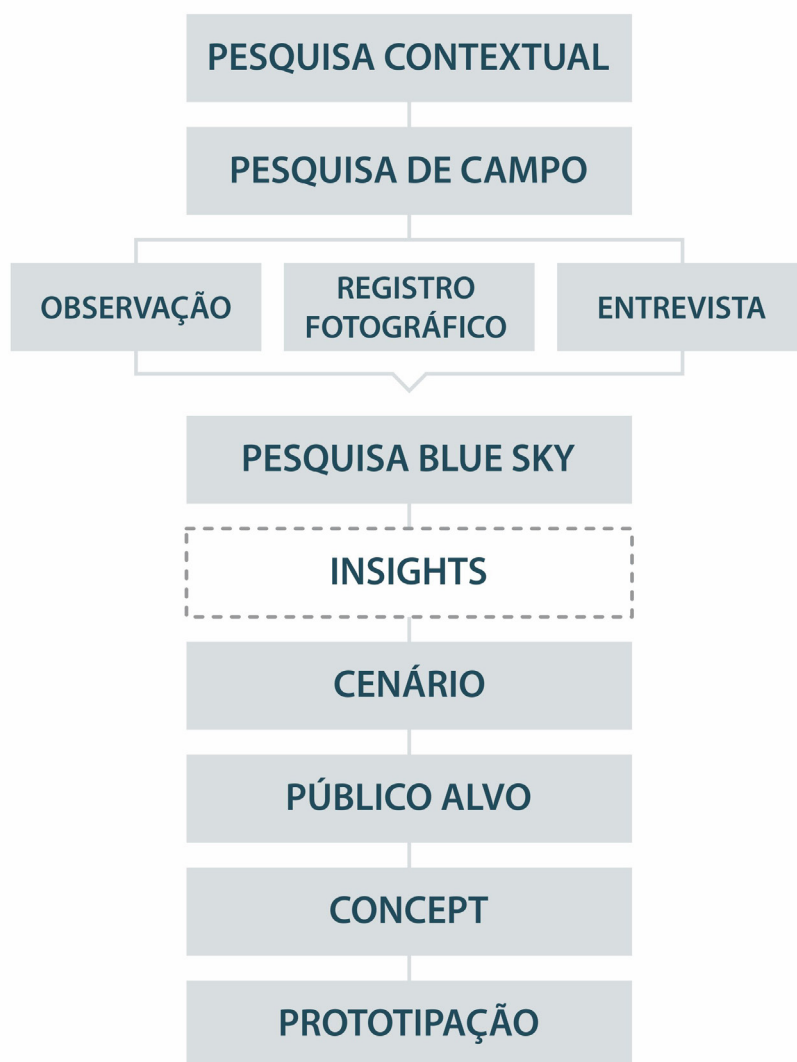 PESQUISA CONTEXTUAL
PESQUISA DE CAMPO
OBSERVAÇÃO
REGISTRO
FOTOGRÁFICO
ENTREVISTA
PESQUISA BLUE SKY
INSIGHTS
CENÁRIO
PÚBLICO ALVO
CONCEPT
PROTOTIPAÇÃO